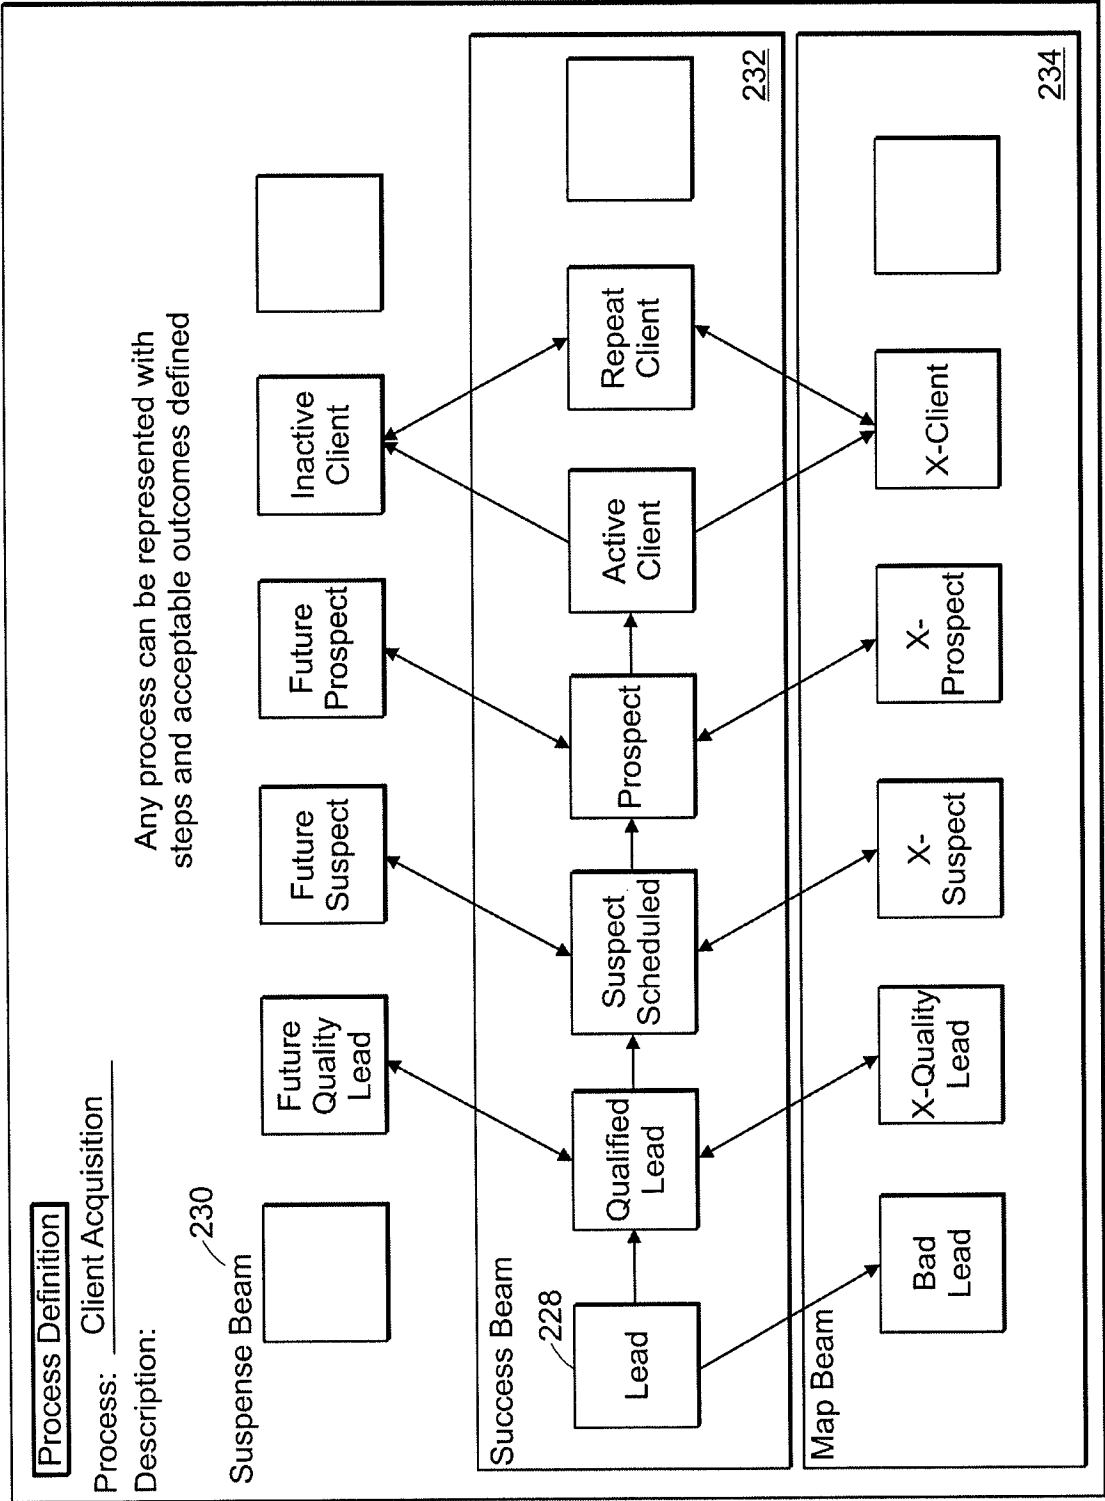 Process Definition
Process: Client Acquisition
Description:
Any process can be represented with
steps and acceptable outcomes defined
Suspense Beam
230
Future
Quality
Lead
Future
Suspect
Future
Prospect
Inactive
Client
Success Beam
228
Lead
Qualified
Lead
Suspect
Scheduled
Prospect
Active
Client
Repeat
Client
232
Map Beam
Bad
Lead
X-Quality
Lead
X-
Suspect
X-
Prospect
X-Client
234